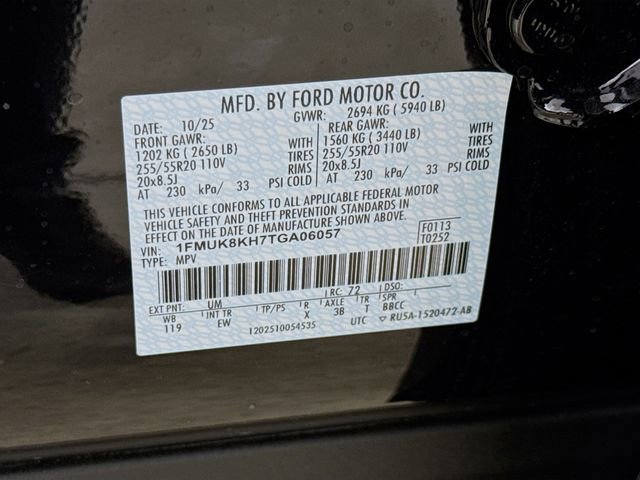 MFD. BY FORD MOTOR CO.
DATE: 10/25 GVWR: 2694 KG ( 5940 LB)
FRONT GAWR: WITH REAR GAWR: WITH
1202 KG ( 2650 LB) TIRES 1560 KG ( 3440 LB) TIRES
255/55R20 110V RIMS 255/55R20 110V RIMS
20x8.5J 20x8.5J
AT 230 kPa/ 33 PSI COLD AT 230 kPa/ 33 PSI COLD
THIS VEHICLE CONFORMS TO ALL APPLICABLE FEDERAL MOTOR
VEHICLE SAFETY AND THEFT PREVENTION STANDARDS IN
EFFECT ON THE DATE OF MANUFACTURE SHOWN ABOVE.
VIN: 1FMUK8KH7TGA06057 F0113
TYPE: MPV T0252
EXT PNT: UM RC: 72 DSO:
WB INT TR TP/PS R AXLE TR SPR
119 EW X 3B T BBCC
1202510054535 UTC ▽ RU5A-1520472-AB